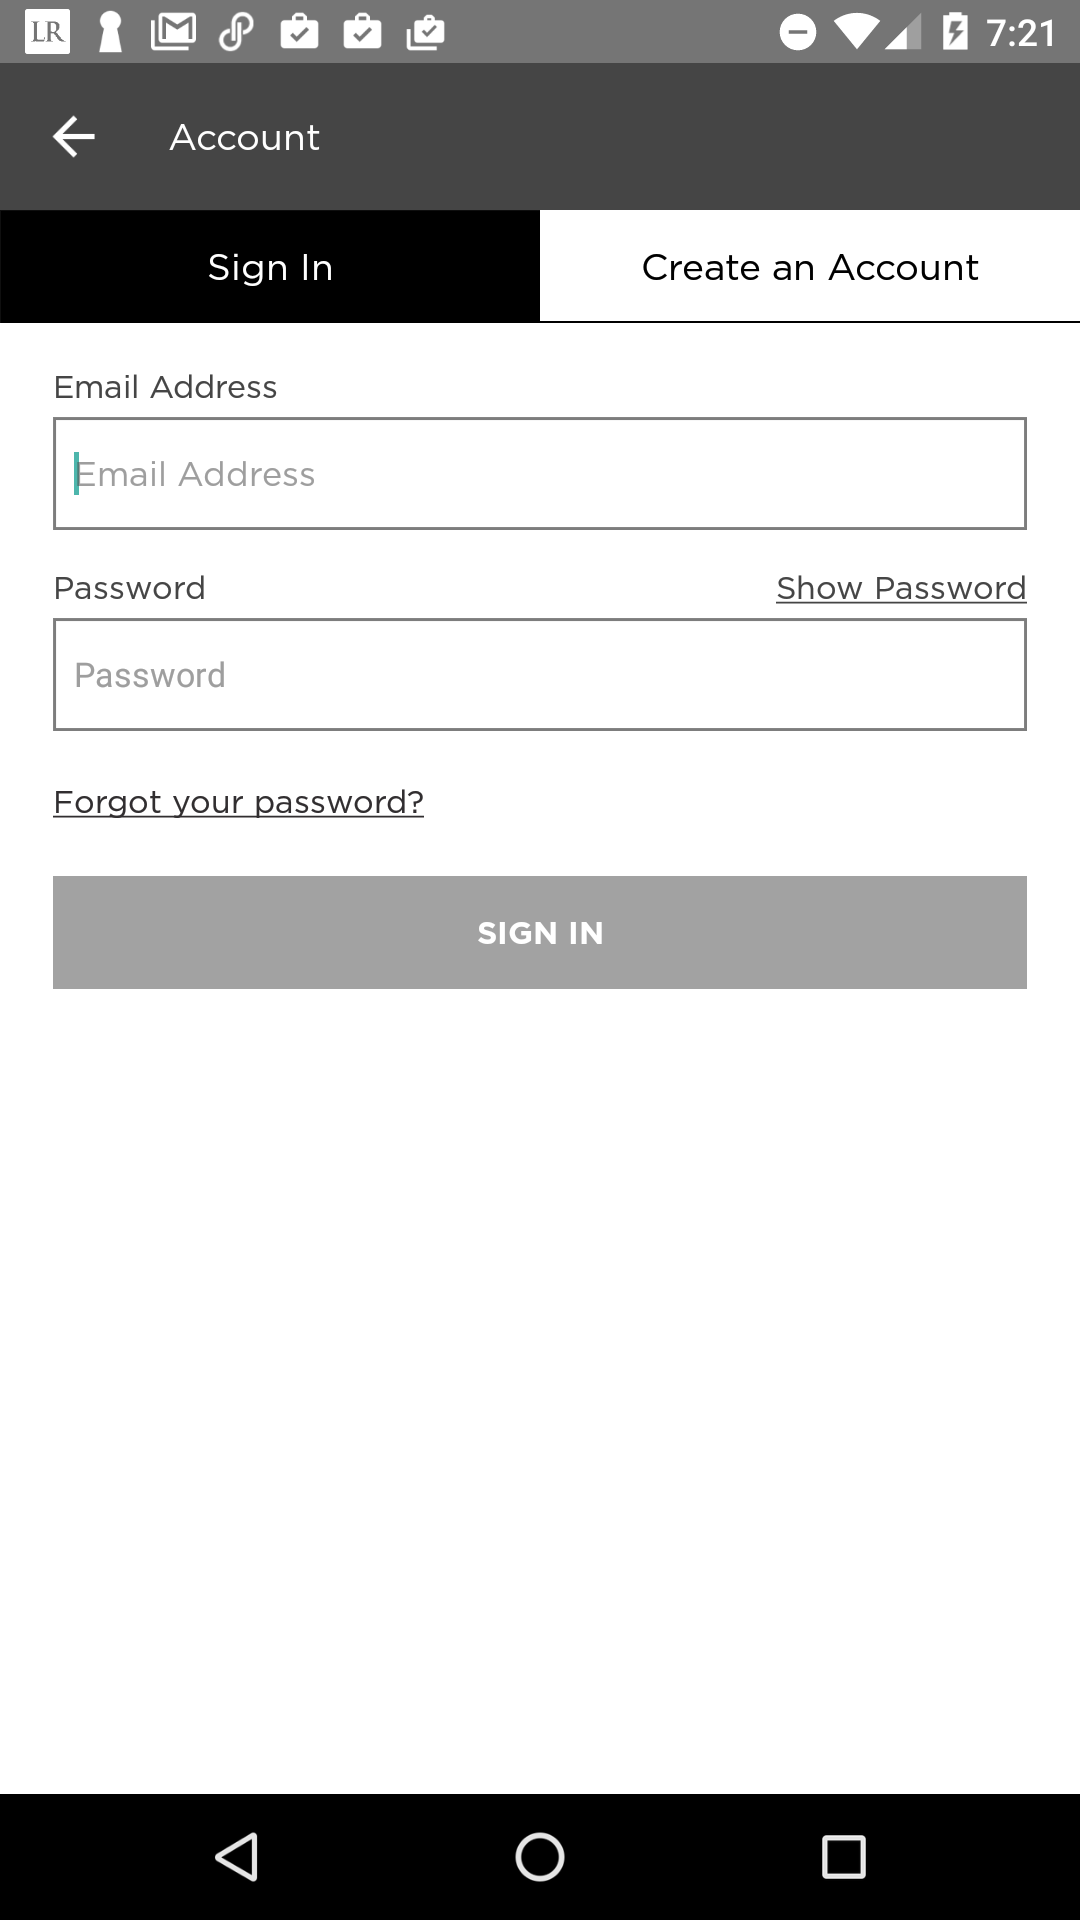 LR 7:21
Account
Sign In Create an Account
Email Address
Email Address
Password Show Password
Password
Forgot your password?
SIGN IN